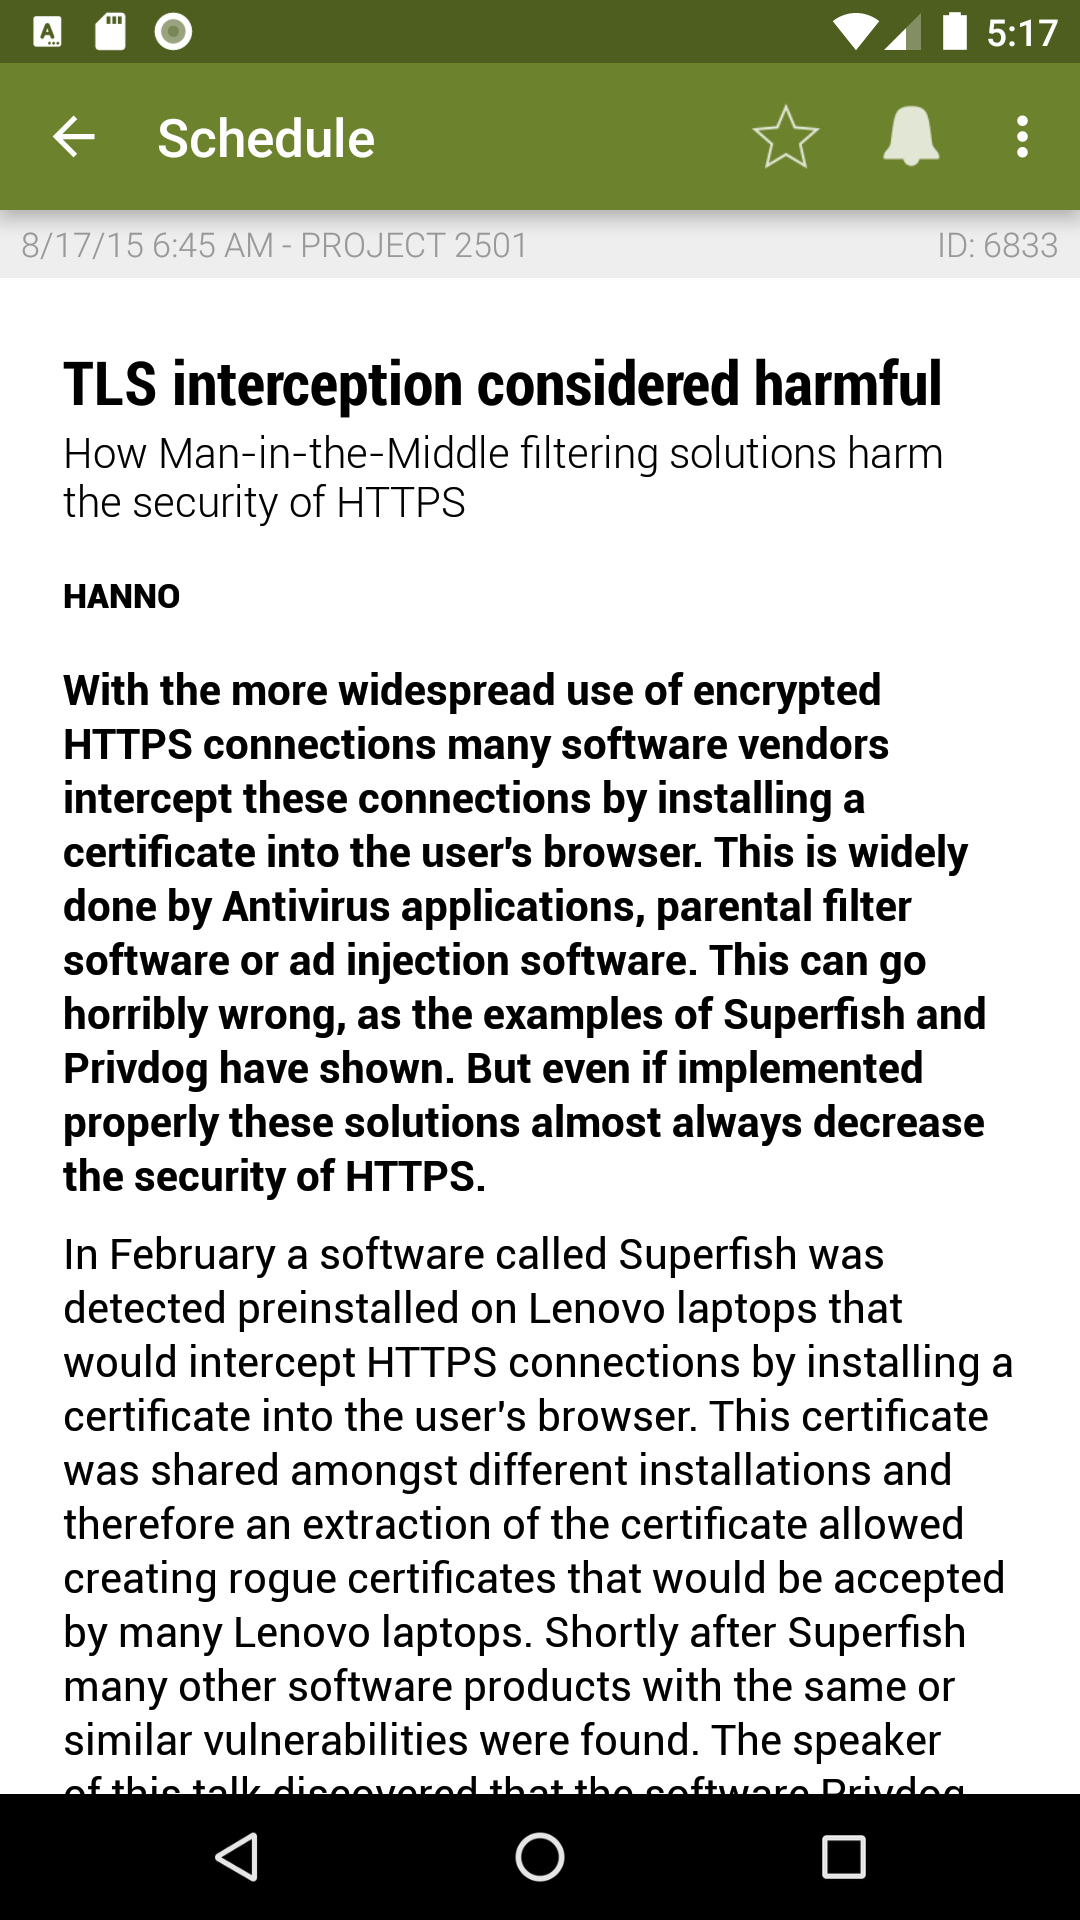 5:17
Schedule
8/17/15 6:45 AM - PROJECT 2501 ID: 6833
TLS interception considered harmful
How Man-in-the-Middle filtering solutions harm
the security of HTTPS
HANNO
With the more widespread use of encrypted
HTTPS connections many software vendors
intercept these connections by installing a
certificate into the user's browser. This is widely
done by Antivirus applications, parental filter
software or ad injection software. This can go
horribly wrong, as the examples of Superfish and
Privdog have shown. But even if implemented
properly these solutions almost always decrease
the security of HTTPS.
In February a software called Superfish was
detected preinstalled on Lenovo laptops that
would intercept HTTPS connections by installing a
certificate into the user's browser. This certificate
was shared amongst different installations and
therefore an extraction of the certificate allowed
creating rogue certificates that would be accepted
by many Lenovo laptops. Shortly after Superfish
many other software products with the same or
similar vulnerabilities were found. The speaker
of this talk discovered that the software Privdog